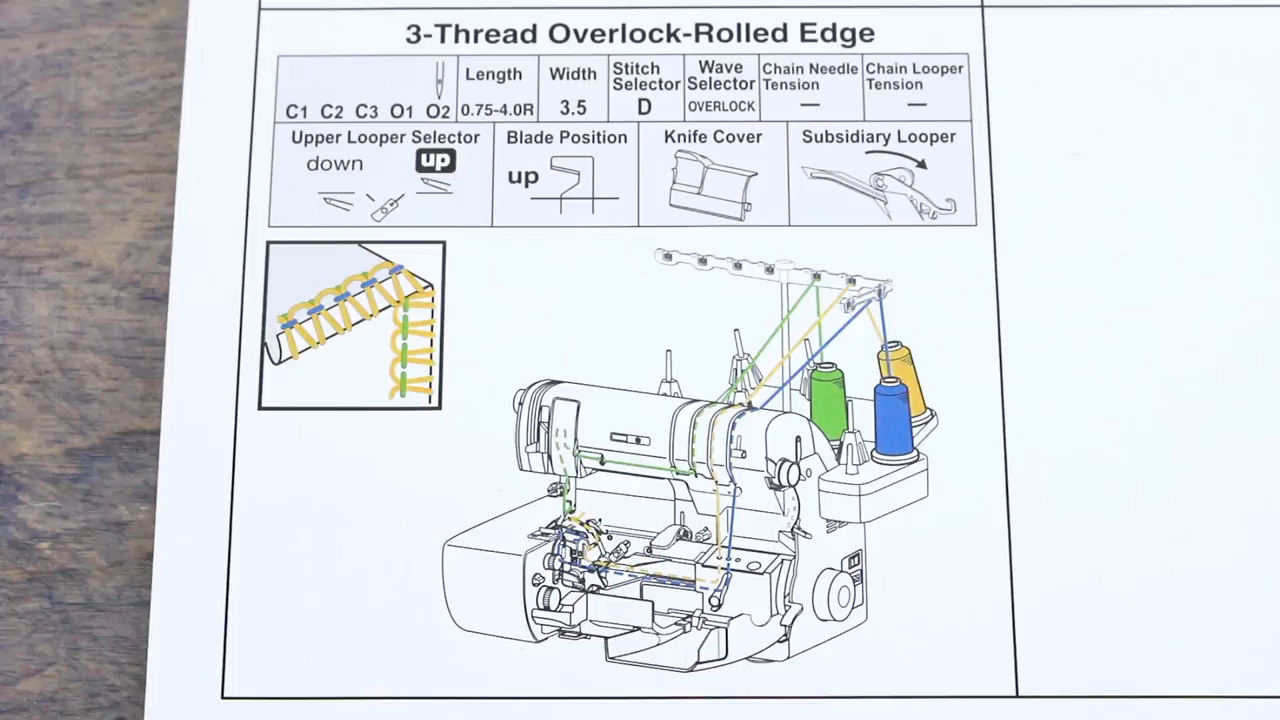 3-Thread Overlock-Rolled Edge
C1 C2 C3 O1 O2
Length
0.75-4.0R
Width
3.5
Stitch
Selector
D
Wave
Selector
OVERLOCK
Chain Needle
Tension
—
Chain Looper
Tension
—
Upper Looper Selector
down
up
Blade Position
up
Knife Cover
Subsidiary Looper